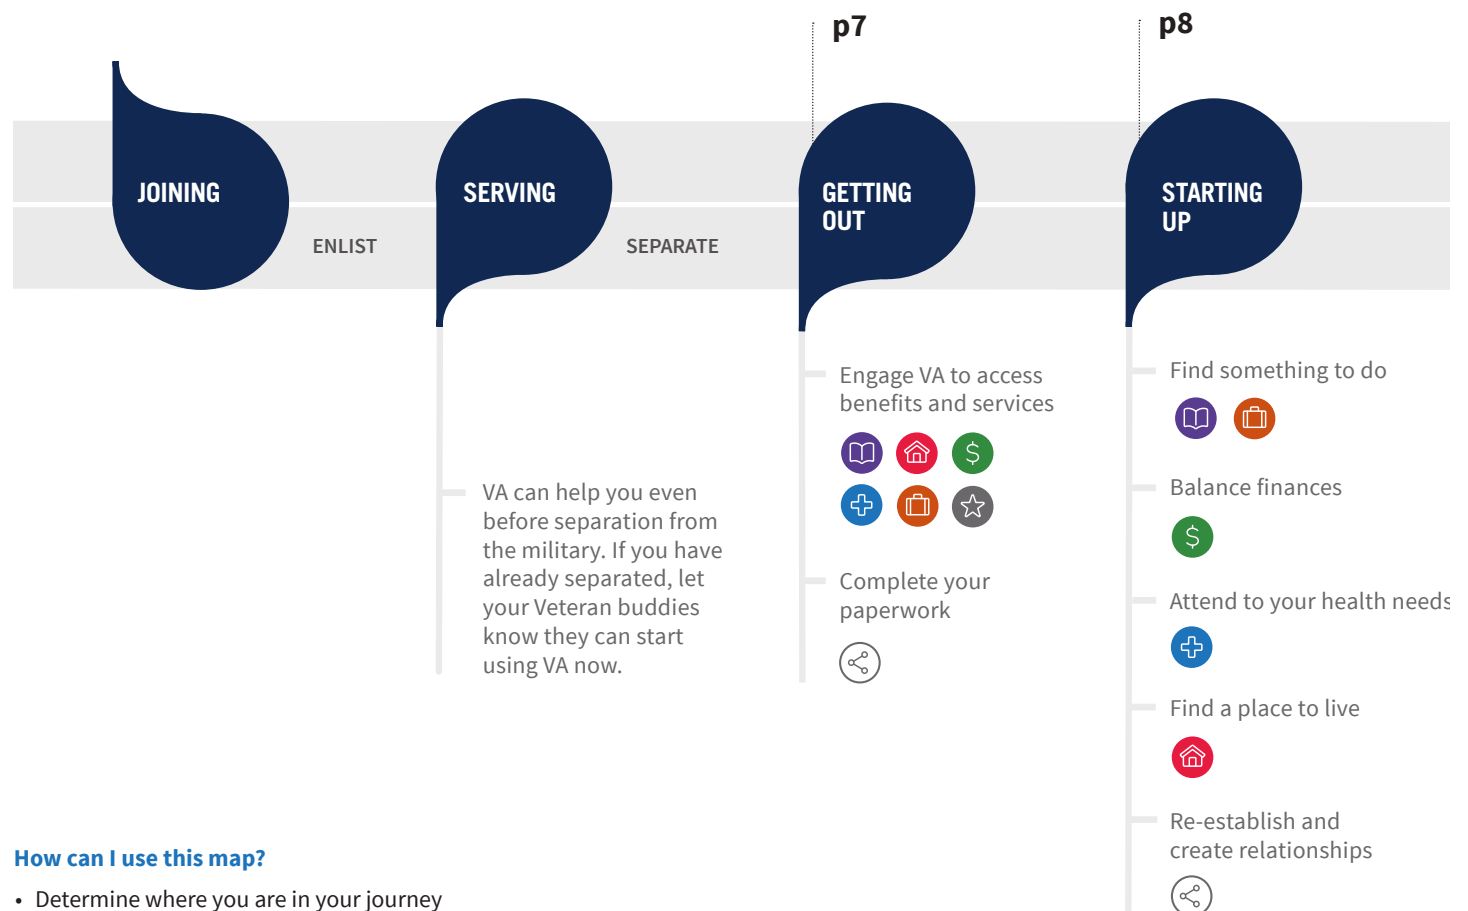 p7
p8
JOINING
ENLIST
SERVING
SEPARATE
GETTING
OUT
STARTING
UP
VA can help you even
before separation from
the military. If you have
already separated, let
your Veteran buddies
know they can start
using VA now.
Engage VA to access
benefits and services
Complete your
paperwork
Find something to do
Balance finances
Attend to your health needs
Find a place to live
Re-establish and
create relationships
How can I use this map?
• Determine where you are in your journey